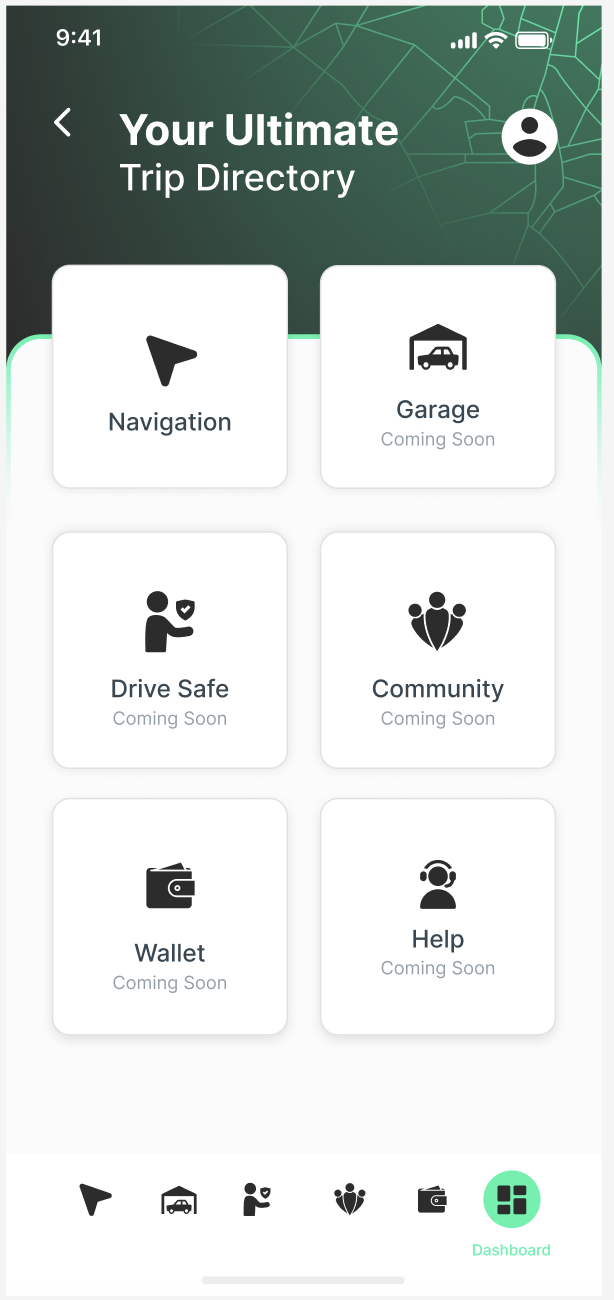 9:41
Your Ultimate
Trip Directory
Navigation
Garage
Coming Soon
Drive Safe
Coming Soon
Community
Coming Soon
Wallet
Coming Soon
Help
Coming Soon
Dashboard